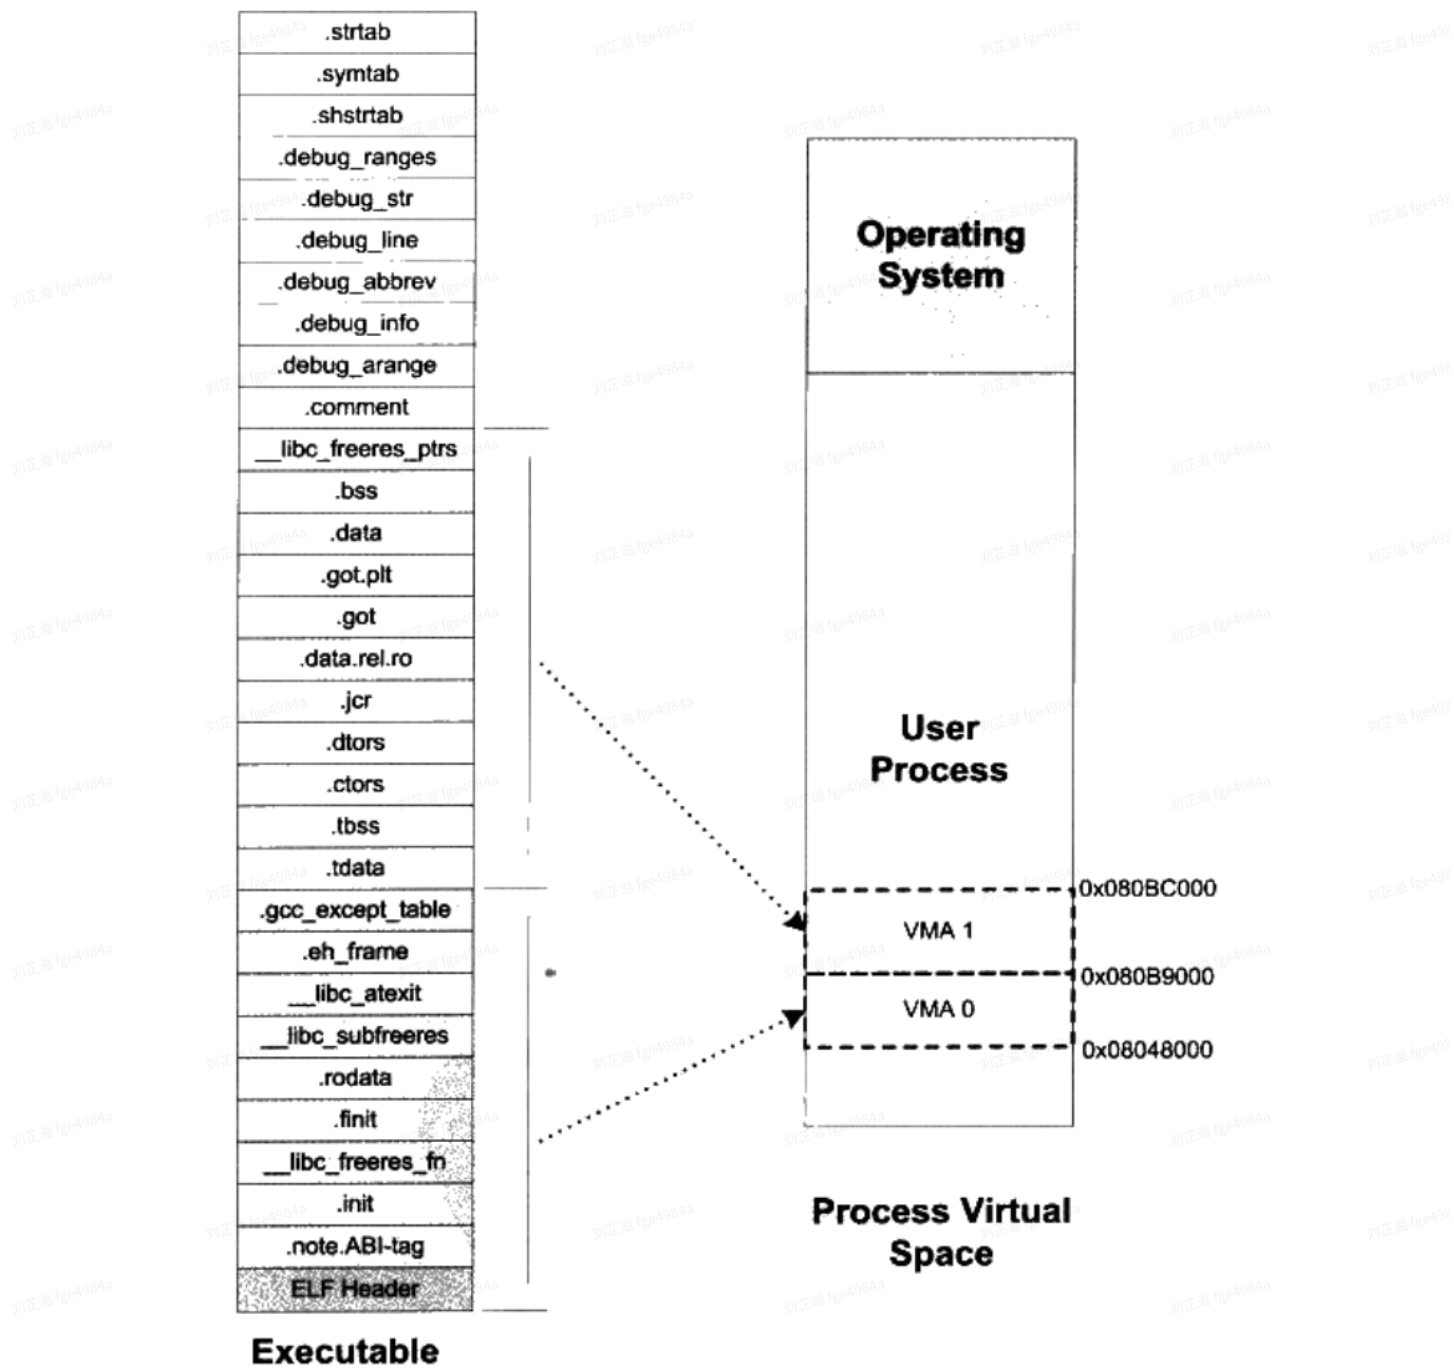 .strtab
.symtab
.shstrtab
.debug_ranges
.debug_str
.debug_line
.debug_abbrev
.debug_info
.debug_arange
.comment
__libc_freeres_ptrs
.bss
.data
.got.plt
.got
.data.rel.ro
.jcr
.dtors
.ctors
.tbss
.tdata
.gcc_except_table
.eh_frame
__libc_atexit
__libc_subfreeres
.rodata
.finit
__libc_freeres_fn
.init
.note.ABI-tag
ELF Header
Executable
Operating
System
User
Process
0x080BC000
VMA 1
0x080B9000
VMA 0
0x08048000
Process Virtual
Space
fge4984a